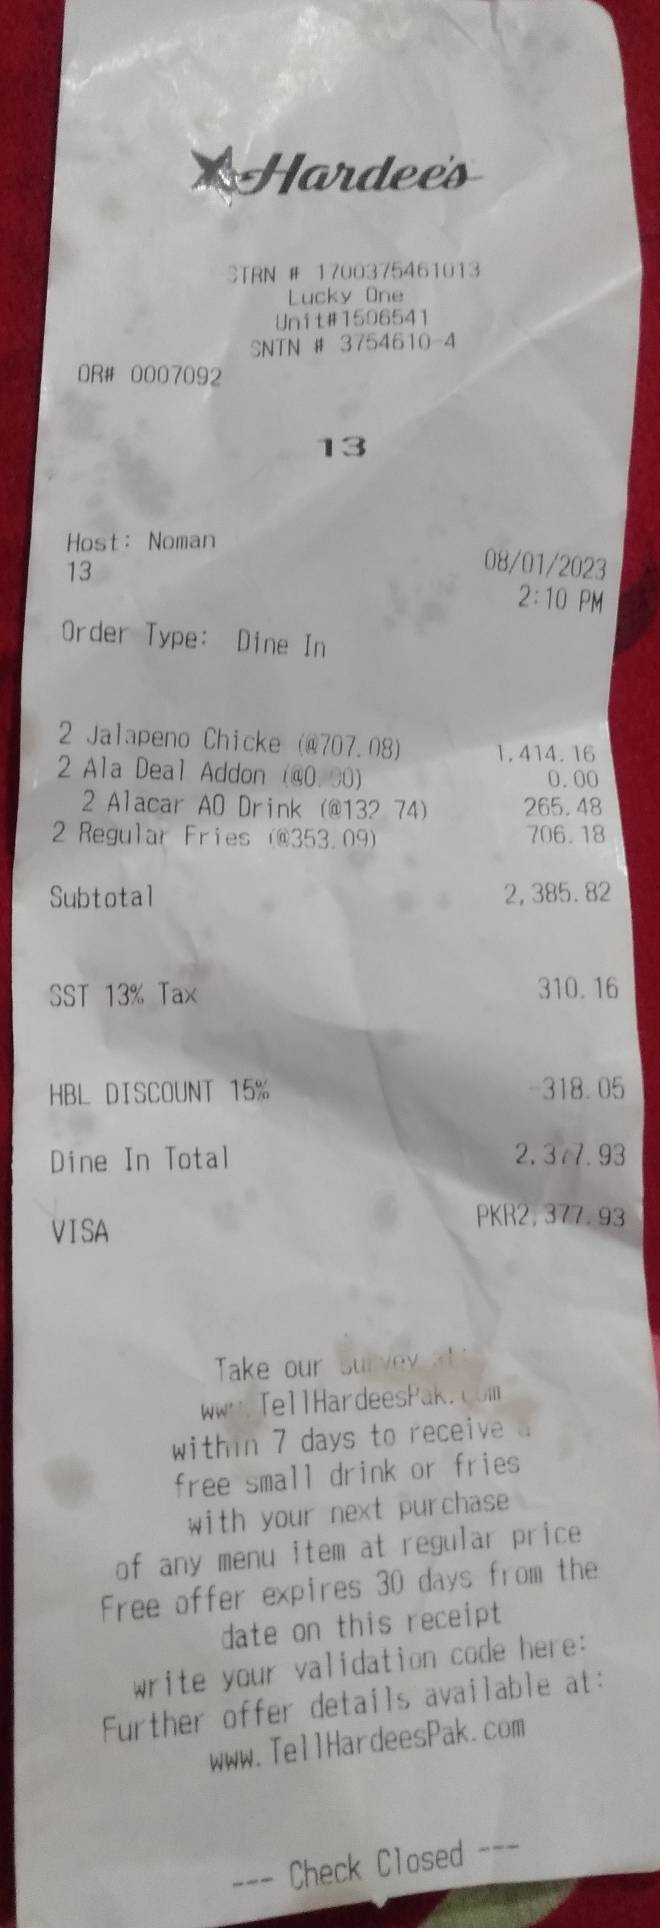 Hardee's
STRN # 1700375461013
Lucky One
Unit#1506541
SNTN # 3754610-4
OR# 0007092
13
Host: Noman
13 08/01/2023
2:10 PM
Order Type: Dine In
2 Jalapeno Chicke (@707.08) 1,414.16
2 Ala Deal Addon (@0.00) 0.00
2 Alacar AO Drink (@132.74) 265.48
2 Regular Fries (@353.09) 706.18
Subtotal 2,385.82
SST 13% Tax 310.16
HBL DISCOUNT 15% -318.05
Dine In Total 2,377.93
VISA PKR2,377.93
Take our survey at:
www.TellHardeesPak.com
within 7 days to receive a
free small drink or fries
with your next purchase
of any menu item at regular price
Free offer expires 30 days from the
date on this receipt
write your validation code here:
Further offer details available at:
www.TellHardeesPak.com
--- Check Closed ---